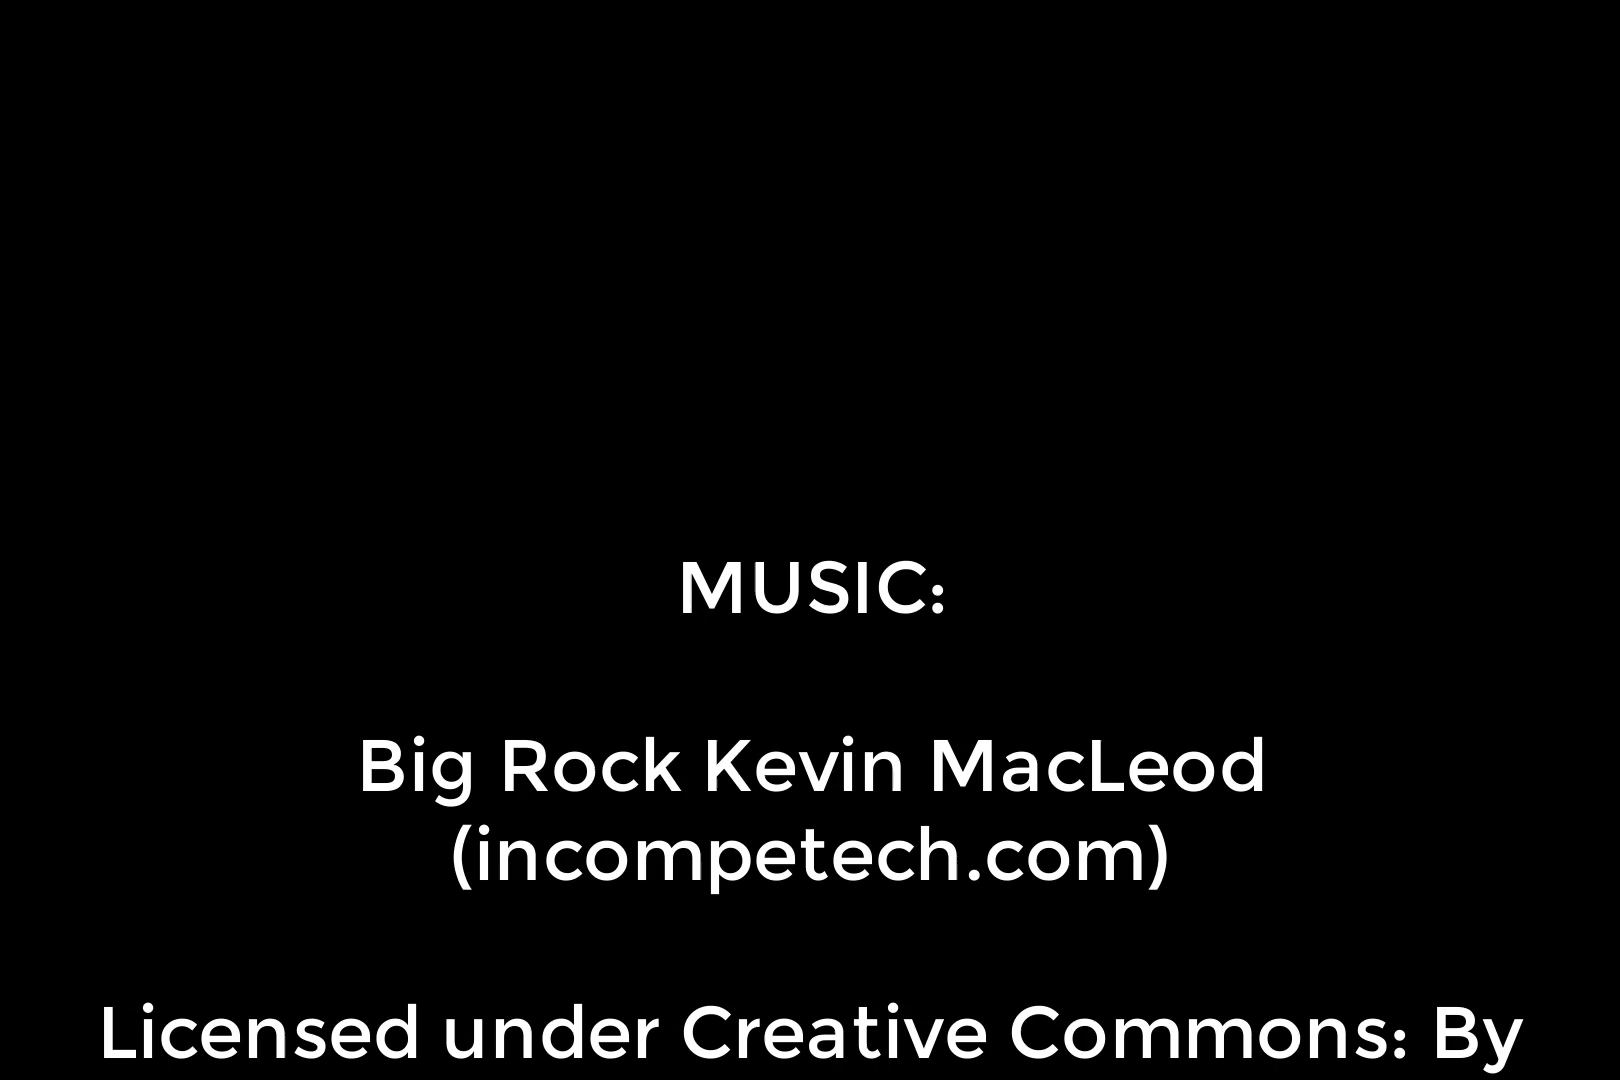 MUSIC:
Big Rock Kevin MacLeod
(incompetech.com)
Licensed under Creative Commons: By